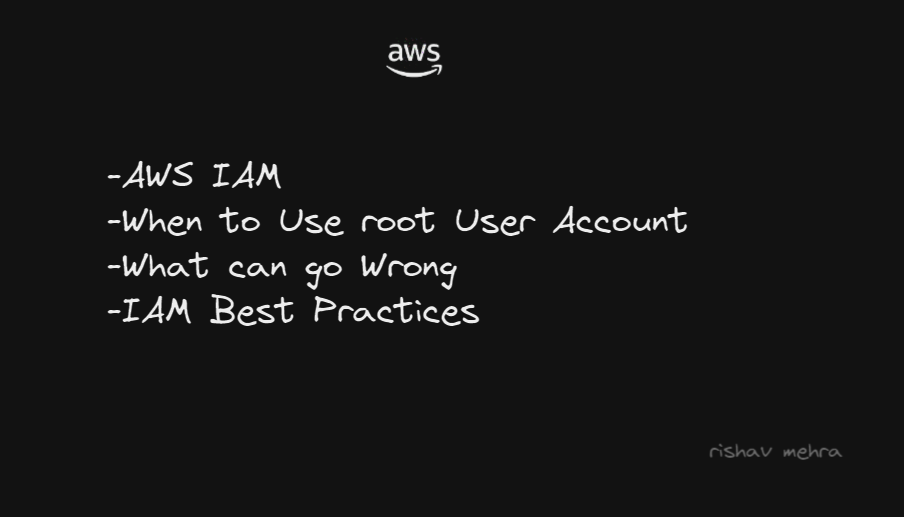 aws
-AWS IAM
-When to Use root User Account
-What can go Wrong
-IAM Best Practices
rishav mehra